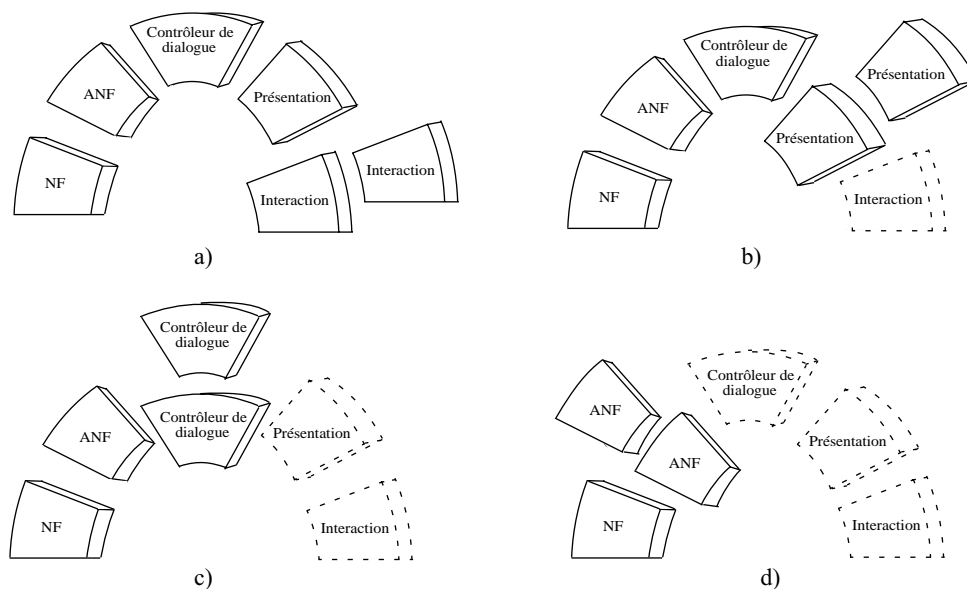 Contrôleur de
dialogue
ANF
Présentation
NF
Interaction
Interaction
a)
Contrôleur de
dialogue
Présentation
ANF
Présentation
NF
Interaction
b)
Contrôleur de
dialogue
Contrôleur de
dialogue
ANF
Présentation
NF
Interaction
c)
Contrôleur de
dialogue
ANF
Présentation
ANF
NF
Interaction
d)